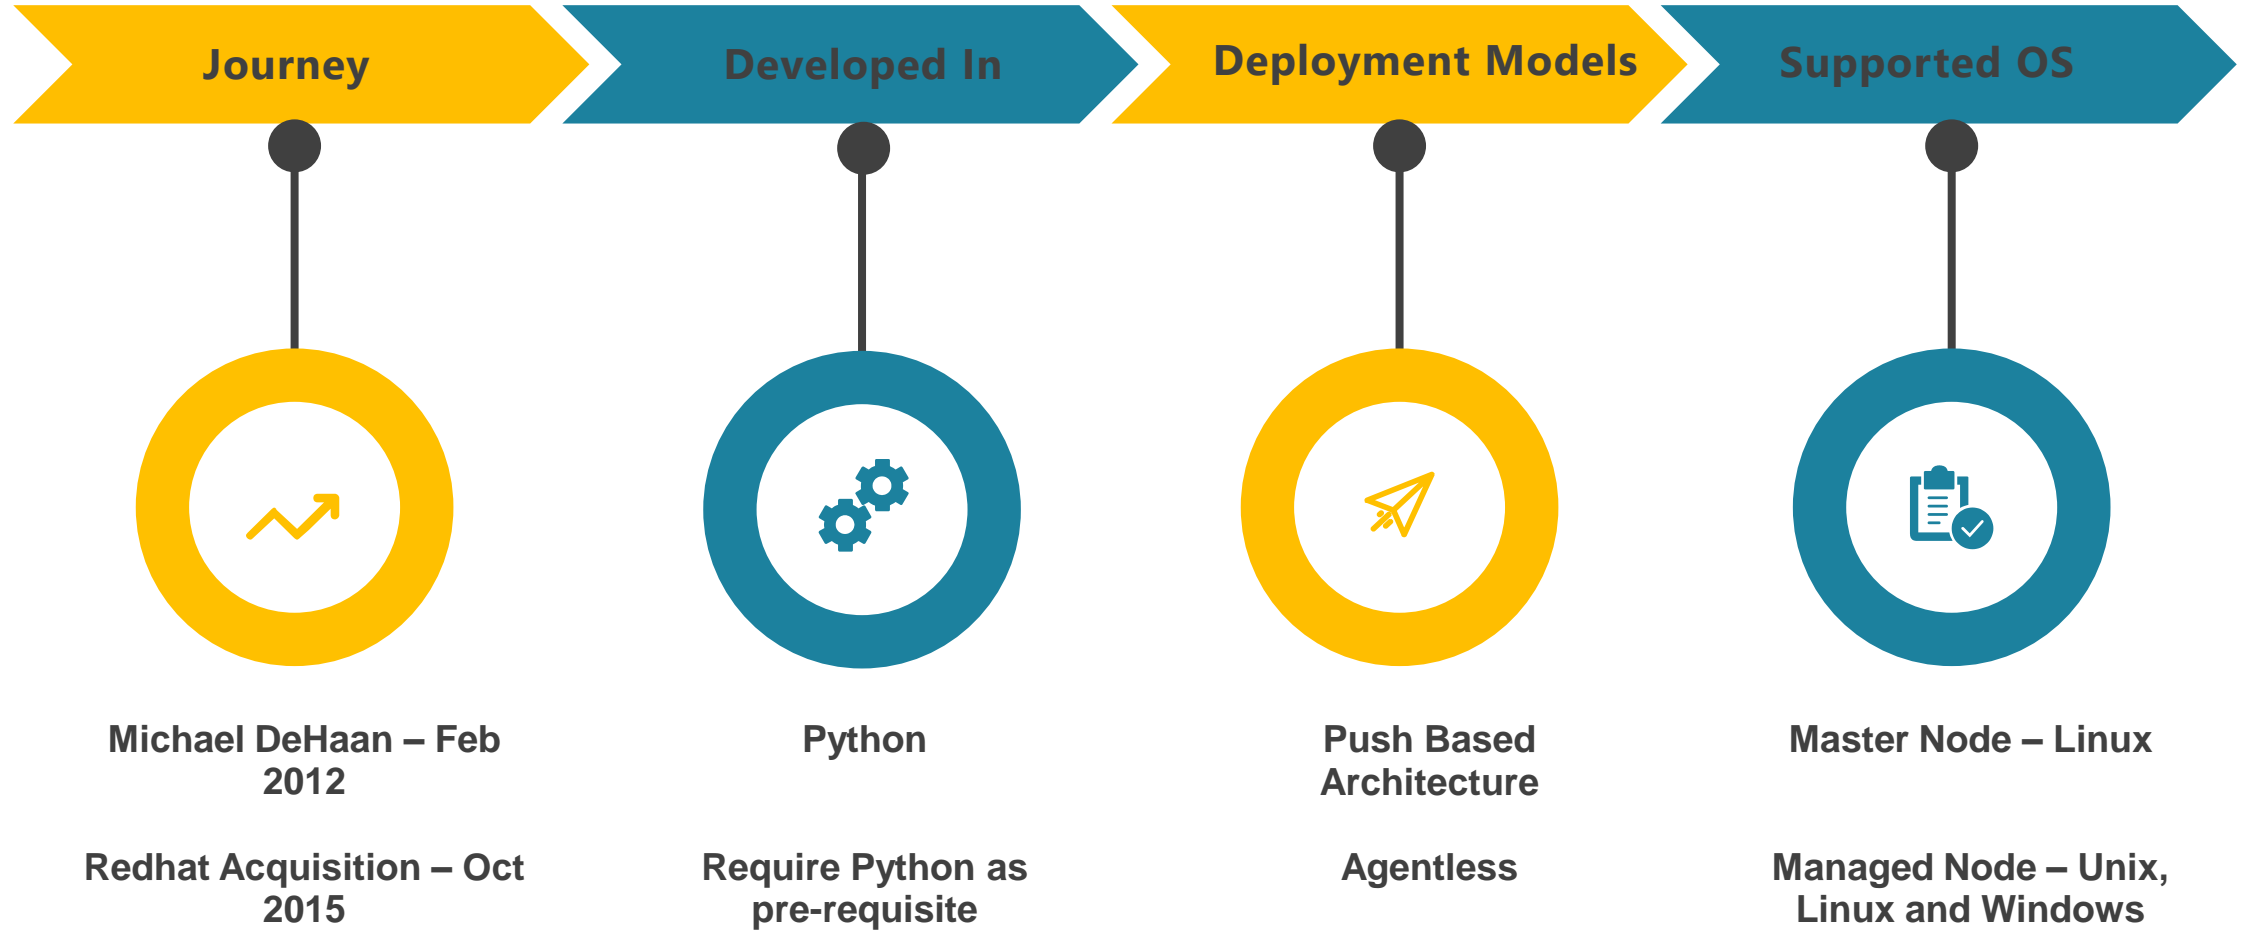 Journey
Developed In
Deployment Models
Supported OS
Michael DeHaan – Feb
2012
Redhat Acquisition – Oct
2015
Python
Require Python as
pre-requisite
Push Based
Architecture
Agentless
Master Node – Linux
Managed Node – Unix,
Linux and Windows